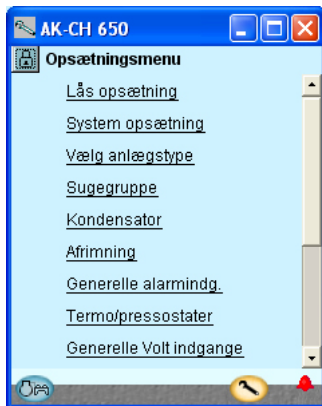 AK-CH 650
Opsætningsmenu
Lås opsætning
System opsætning
Vælg anlægstype
Sugegruppe
Kondensator
Afrimning
Generelle alarmindg.
Termo/pressostater
Generelle Volt indgange